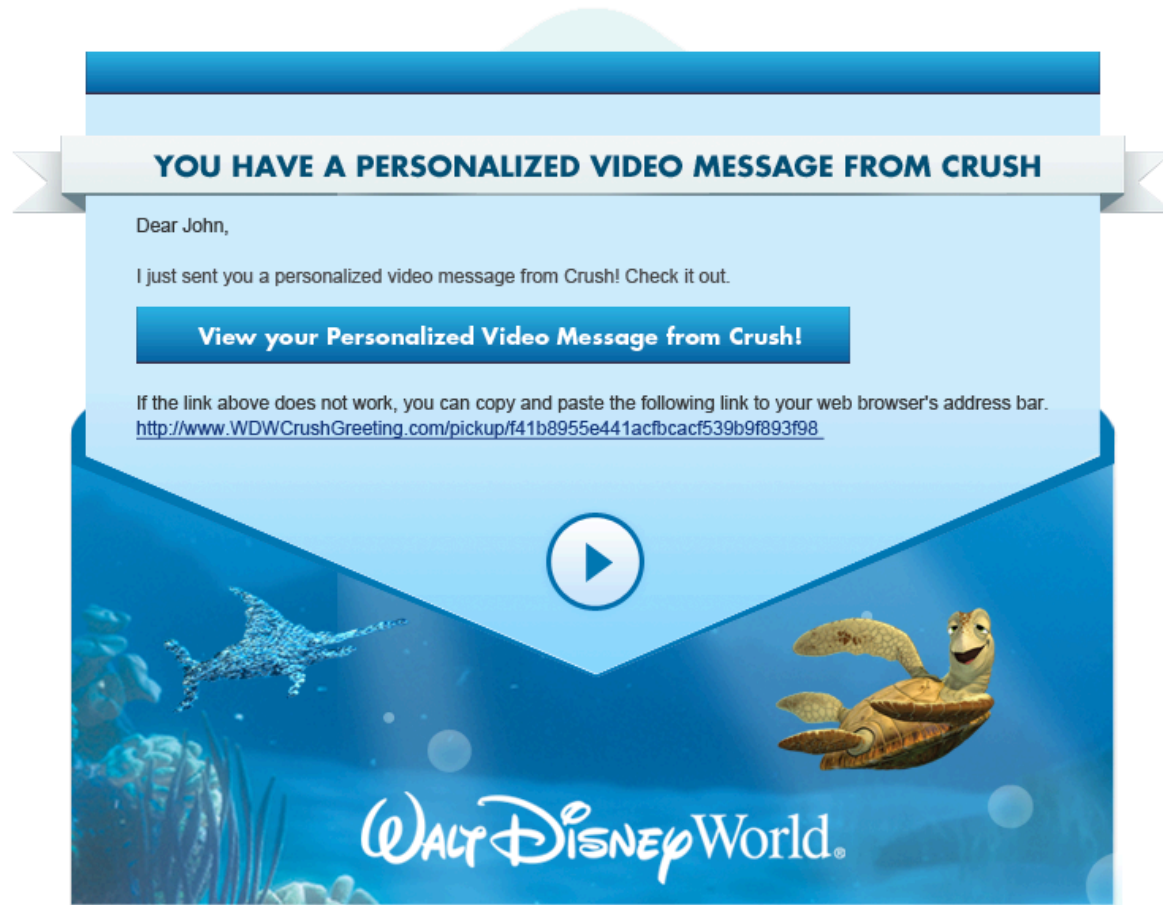 YOU HAVE A PERSONALIZED VIDEO MESSAGE FROM CRUSH
Dear John,
I just sent you a personalized video message from Crush! Check it out.
View your Personalized Video Message from Crush!
If the link above does not work, you can copy and paste the following link to your web browser's address bar.
http://www.WDWCrushGreeting.com/pickup/f41b8955e441acfbcacf539b9f893f98
WALT DISNEY World®